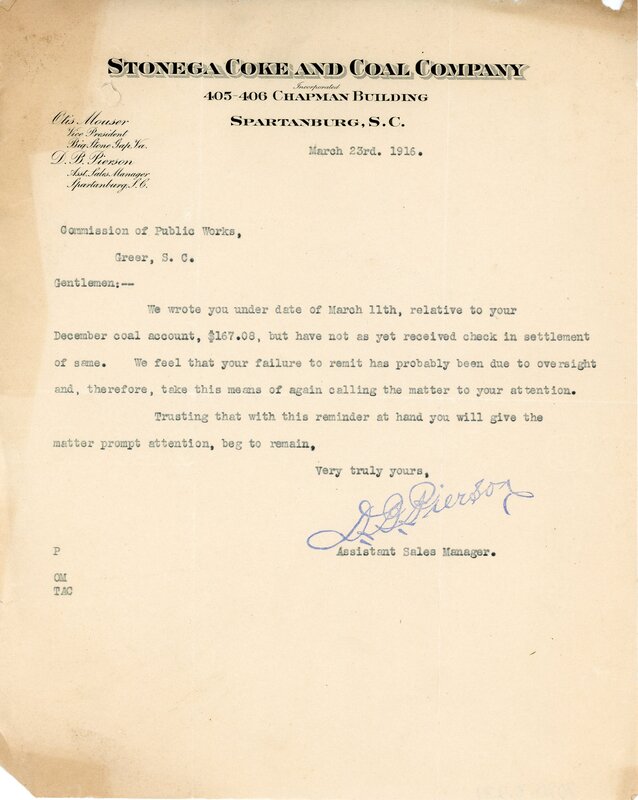 STONEGA COKE AND COAL COMPANY
Incorporated
405-406 CHAPMAN BUILDING
SPARTANBURG, S.C.
Otis Mouser
Vice President
Big Stone Gap, Va.
D. B. Pierson
Asst. Sales Manager
Spartanburg, S.C.
March 23rd. 1916.
Commission of Public Works,
Greer, S. C.
Gentlemen:--
We wrote you under date of March 11th, relative to your
December coal account, $167.08, but have not as yet received check in settlement
of same. We feel that your failure to remit has probably been due to oversight
and, therefore, take this means of again calling the matter to your attention.
Trusting that with this reminder at hand you will give the
matter prompt attention, beg to remain,
Very truly yours,
D B Pierson
Assistant Sales Manager.
P
OM
TAC